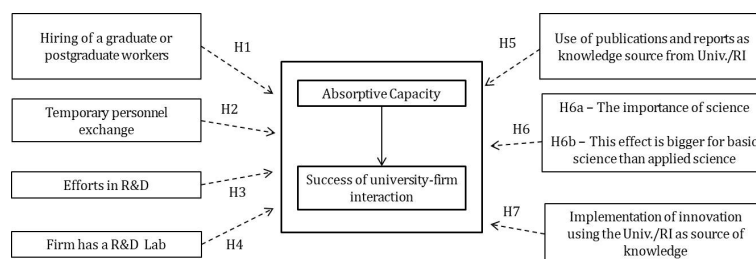 Hiring of a graduate or
postgraduate workers
H1
Temporary personnel
exchange
H2
Efforts in R&D
H3
Firm has a R&D Lab
H4
Absorptive Capacity
Success of university-firm
interaction
H5
Use of publications and reports as
knowledge source from Univ./RI
H6
H6a – The importance of science
H6b – This effect is bigger for basic
science than applied science
H7
Implementation of innovation
using the Univ./RI as source of
knowledge